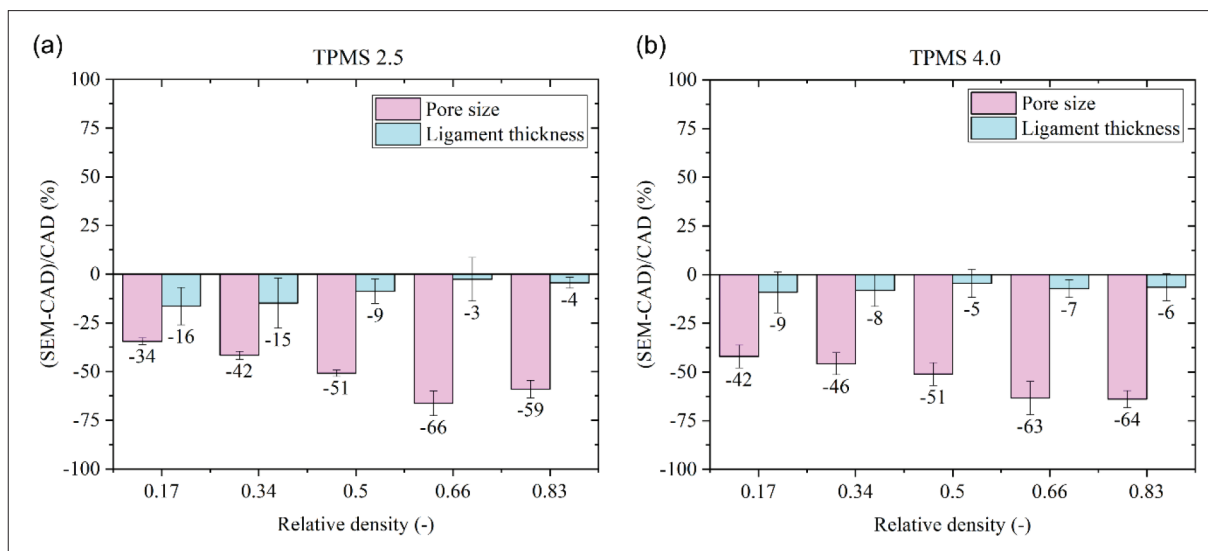 (a)
TPMS 2.5
Pore size
Ligament thickness
(SEM-CAD)/CAD (%)
100
75
50
25
0
-25
-50
-75
-100
-34
-16
-42
-15
-51
-9
-66
-3
-59
-4
0.17 0.34 0.5 0.66 0.83
Relative density (-)
(b)
TPMS 4.0
Pore size
Ligament thickness
(SEM-CAD)/CAD (%)
100
75
50
25
0
-25
-50
-75
-100
-42
-9
-46
-8
-51
-5
-63
-7
-64
-6
0.17 0.34 0.5 0.66 0.83
Relative density (-)